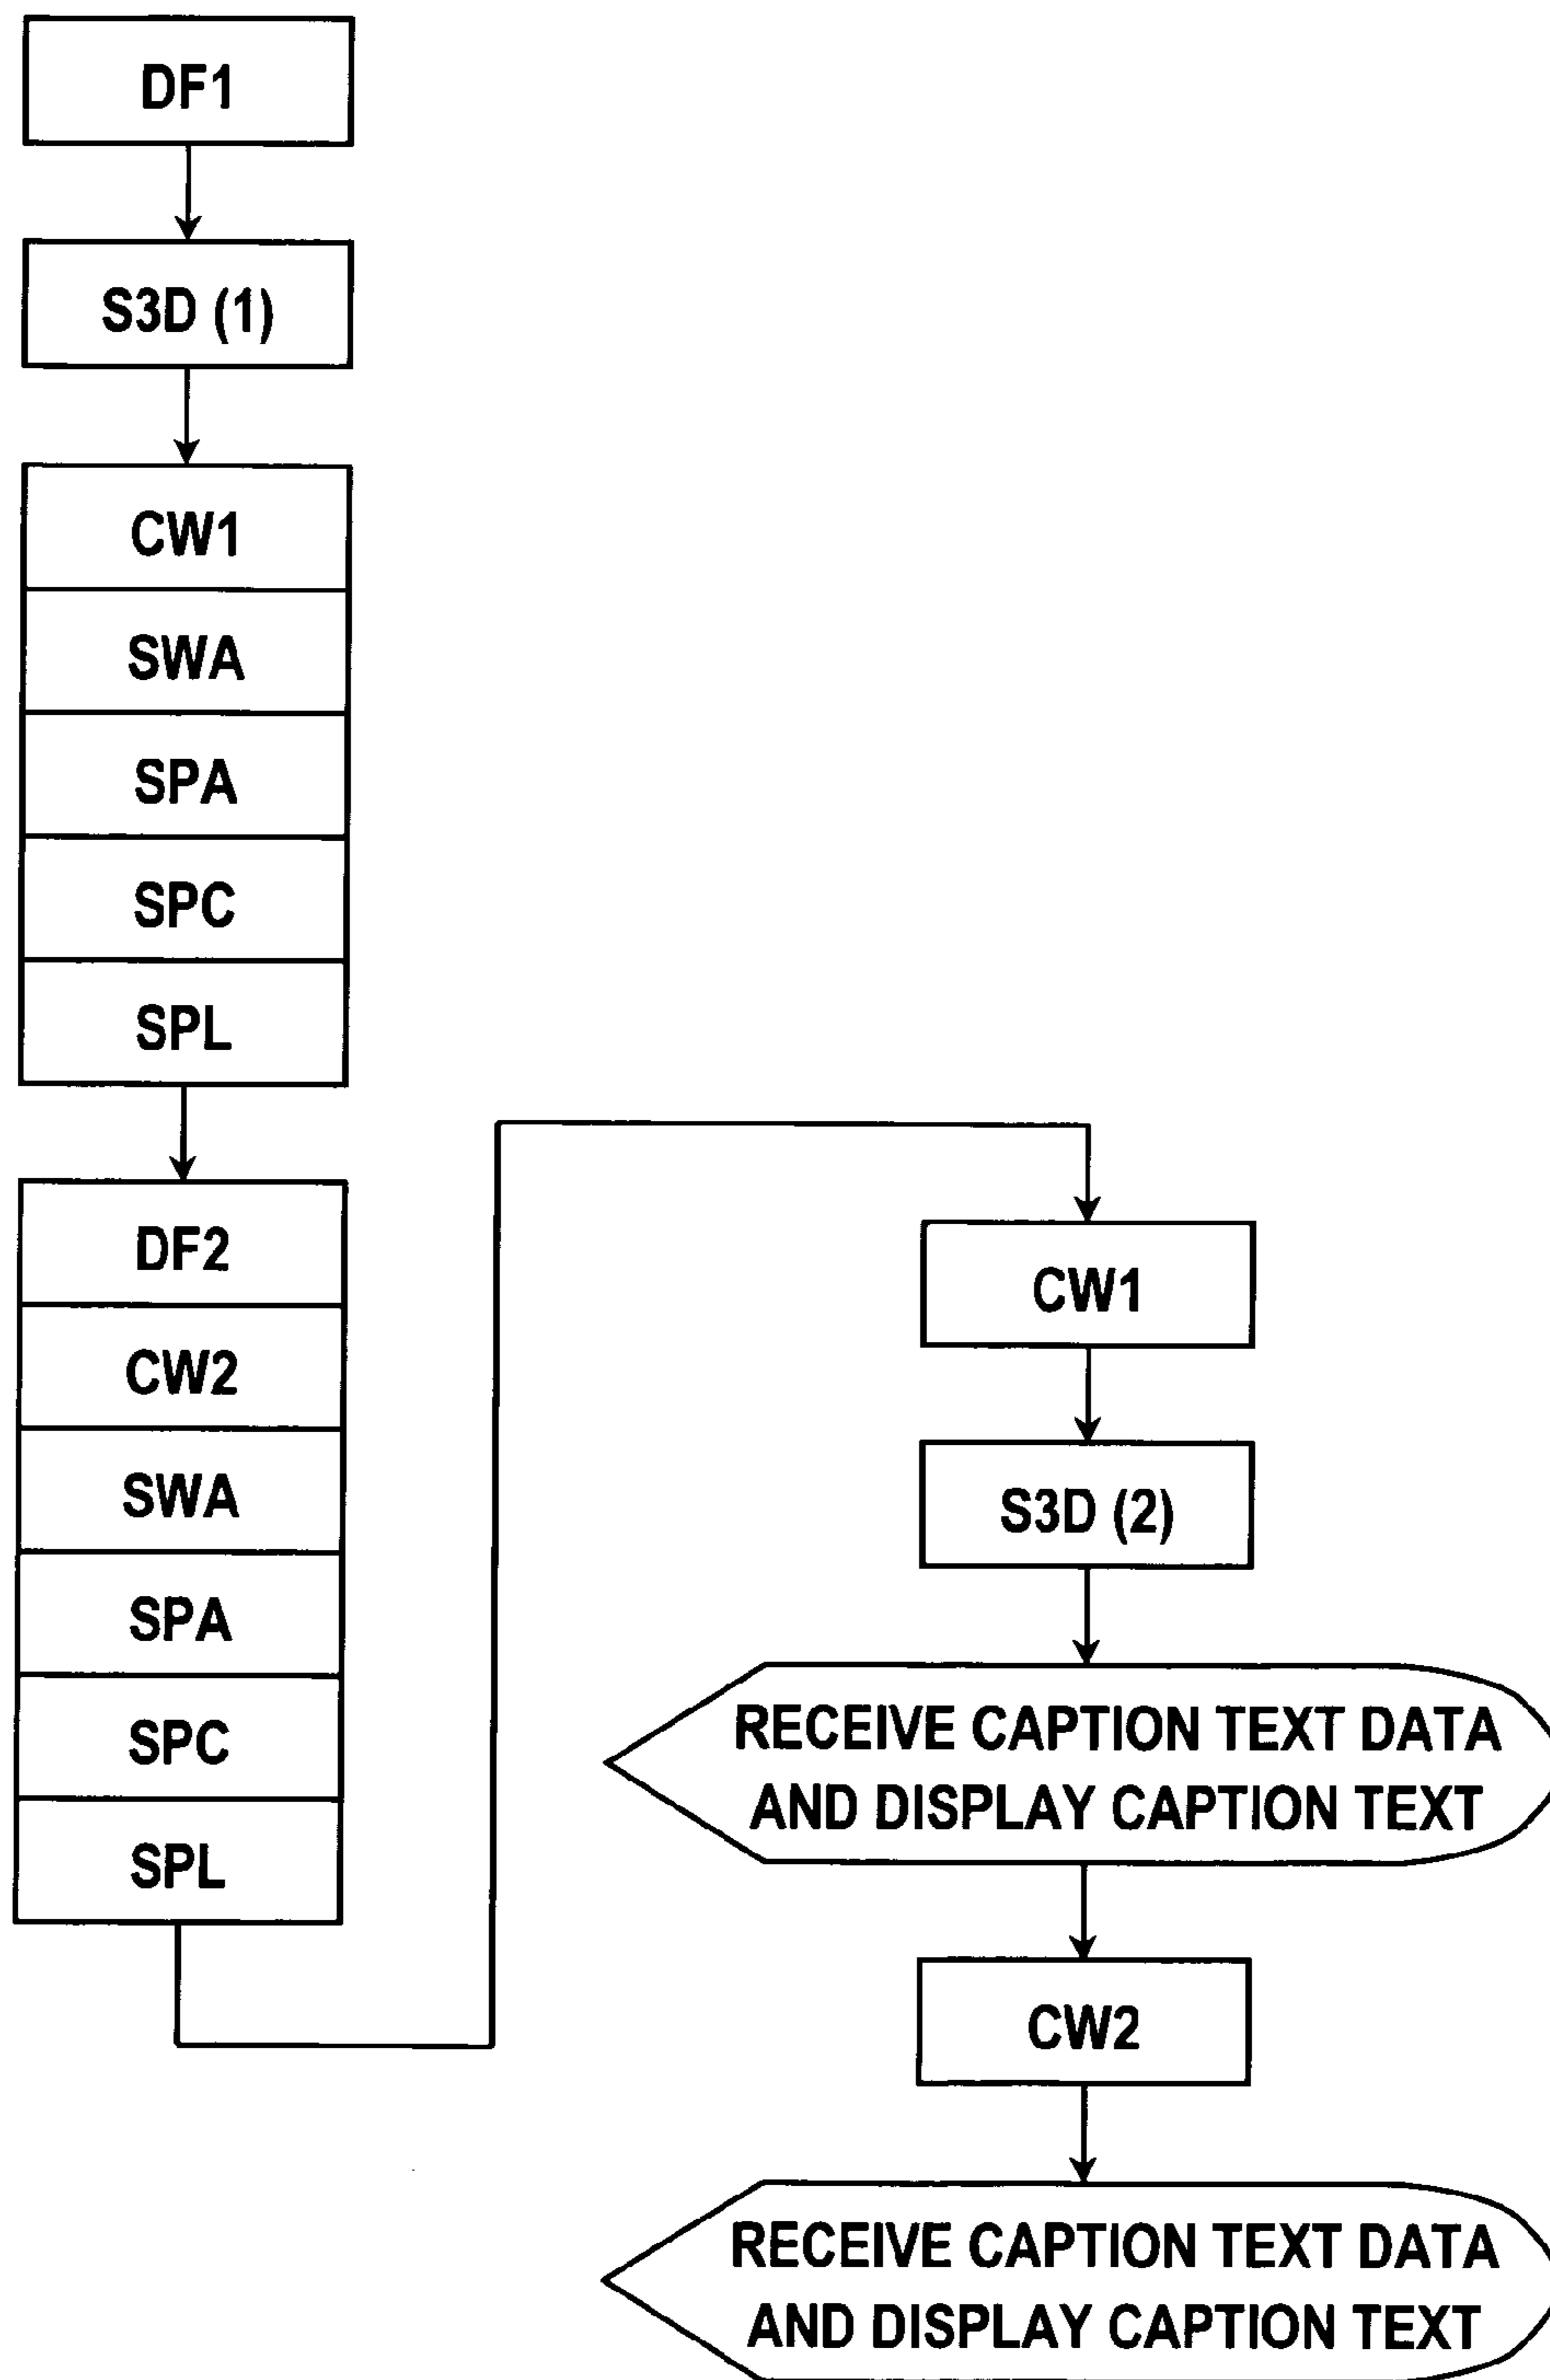 DF1
S3D (1)
CW1
SWA
SPA
SPC
SPL
DF2
CW2
SWA
SPA
SPC
SPL
CW1
S3D (2)
RECEIVE CAPTION TEXT DATA
AND DISPLAY CAPTION TEXT
CW2
RECEIVE CAPTION TEXT DATA
AND DISPLAY CAPTION TEXT